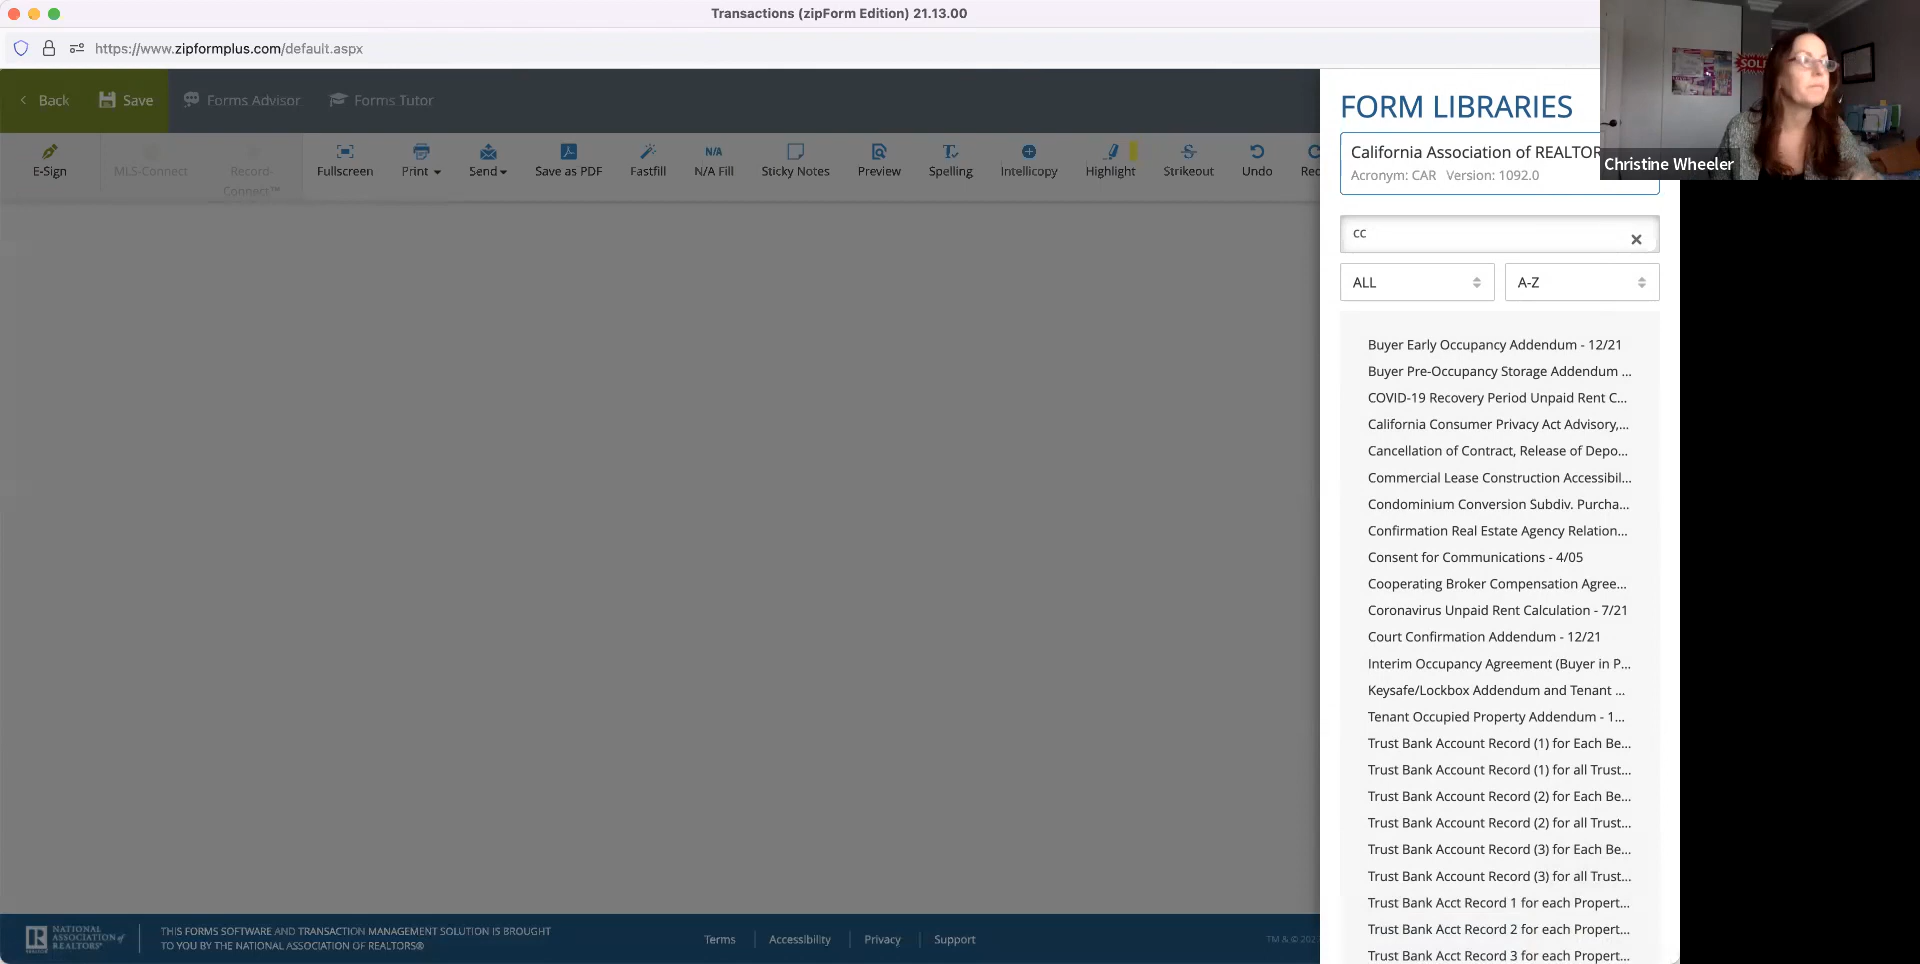 Transactions (zipForm Edition) 21.13.00
https://www.zipformplus.com/default.aspx
Back
Save
Forms Advisor
Forms Tutor
E-Sign
MLS-Connect
Record-
Connect™
Fullscreen
Print
Send
Save as PDF
Fastfill
N/A
N/A Fill
Sticky Notes
Preview
Spelling
Intellicopy
Highlight
Strikeout
Undo
FORM LIBRARIES
California Association of REALTOR
Acronym: CAR Version: 1092.0
SOL
Christine Wheeler
cc
ALL
A-Z
Buyer Early Occupancy Addendum - 12/21
Buyer Pre-Occupancy Storage Addendum ...
COVID-19 Recovery Period Unpaid Rent C...
California Consumer Privacy Act Advisory,...
Cancellation of Contract, Release of Depo...
Commercial Lease Construction Accessibil...
Condominium Conversion Subdiv. Purcha...
Confirmation Real Estate Agency Relation...
Consent for Communications - 4/05
Cooperating Broker Compensation Agree...
Coronavirus Unpaid Rent Calculation - 7/21
Court Confirmation Addendum - 12/21
Interim Occupancy Agreement (Buyer in P...
Keysafe/Lockbox Addendum and Tenant ...
Tenant Occupied Property Addendum - 1...
Trust Bank Account Record (1) for Each Be...
Trust Bank Account Record (1) for all Trust...
Trust Bank Account Record (2) for Each Be...
Trust Bank Account Record (2) for all Trust...
Trust Bank Account Record (3) for Each Be...
Trust Bank Account Record (3) for all Trust...
Trust Bank Acct Record 1 for each Propert...
Trust Bank Acct Record 2 for each Propert...
Trust Bank Acct Record 3 for each Propert...
NATIONAL
ASSOCIATION of
REALTORS®
THIS FORMS SOFTWARE AND TRANSACTION MANAGEMENT SOLUTION IS BROUGHT
TO YOU BY THE NATIONAL ASSOCIATION OF REALTORS®
Terms
Accessibility
Privacy
Support
TM & © 202